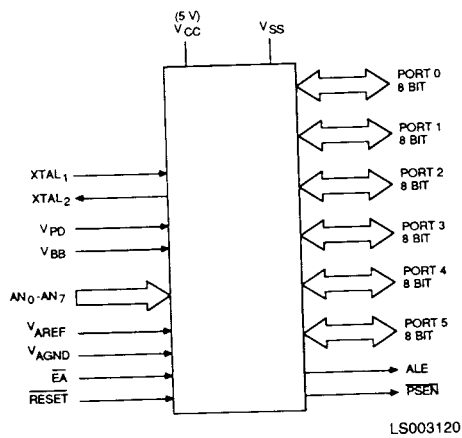 (5 V)
VCC
VSS
PORT 0
8 BIT
PORT 1
8 BIT
PORT 2
8 BIT
PORT 3
8 BIT
PORT 4
8 BIT
PORT 5
8 BIT
XTAL1
XTAL2
VPD
VBB
AN0-AN7
VAREF
VAGND
EA
RESET
ALE
PSEN
LS003120